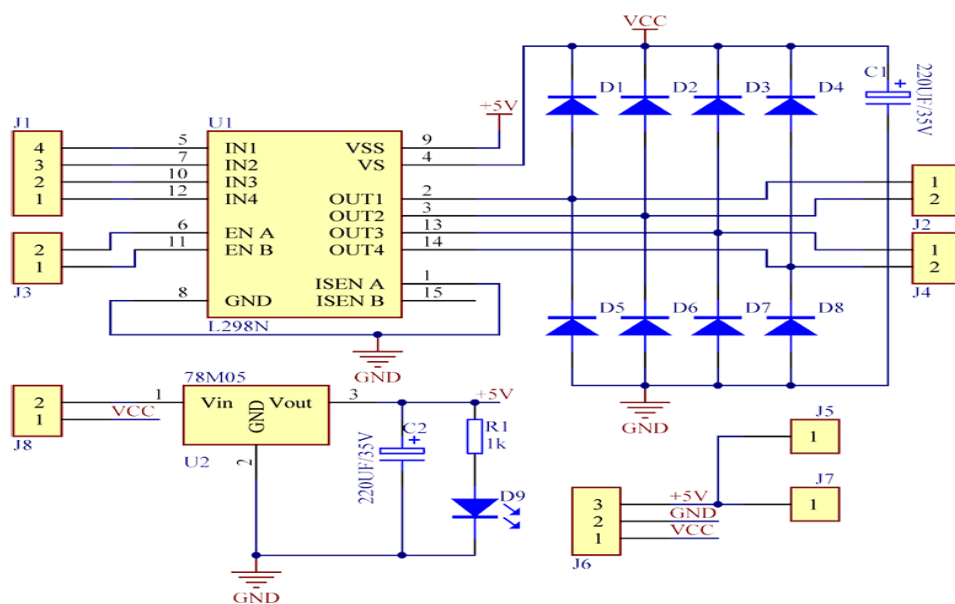 VCC
D1 D2 D3 D4
C1
220UF/35V
+5V
J1
U1
4 5 IN1 VSS 9
3 7 IN2 VS 4
2 10 IN3
1 12 IN4 OUT1 2
OUT2 3
6 EN A OUT3 13
11 EN B OUT4 14
2
1
J3
ISEN A 1
8 GND ISEN B 15
L298N
GND
1
2
J2
1
2
J4
D5 D6 D7 D8
GND
78M05
2 1 Vin GND Vout 3 +5V
1 VCC
J8
U2
2
C2
220UF/35V
R1
1k
D9
GND
J5
1
J7
1
3 +5V
2 GND
1 VCC
J6